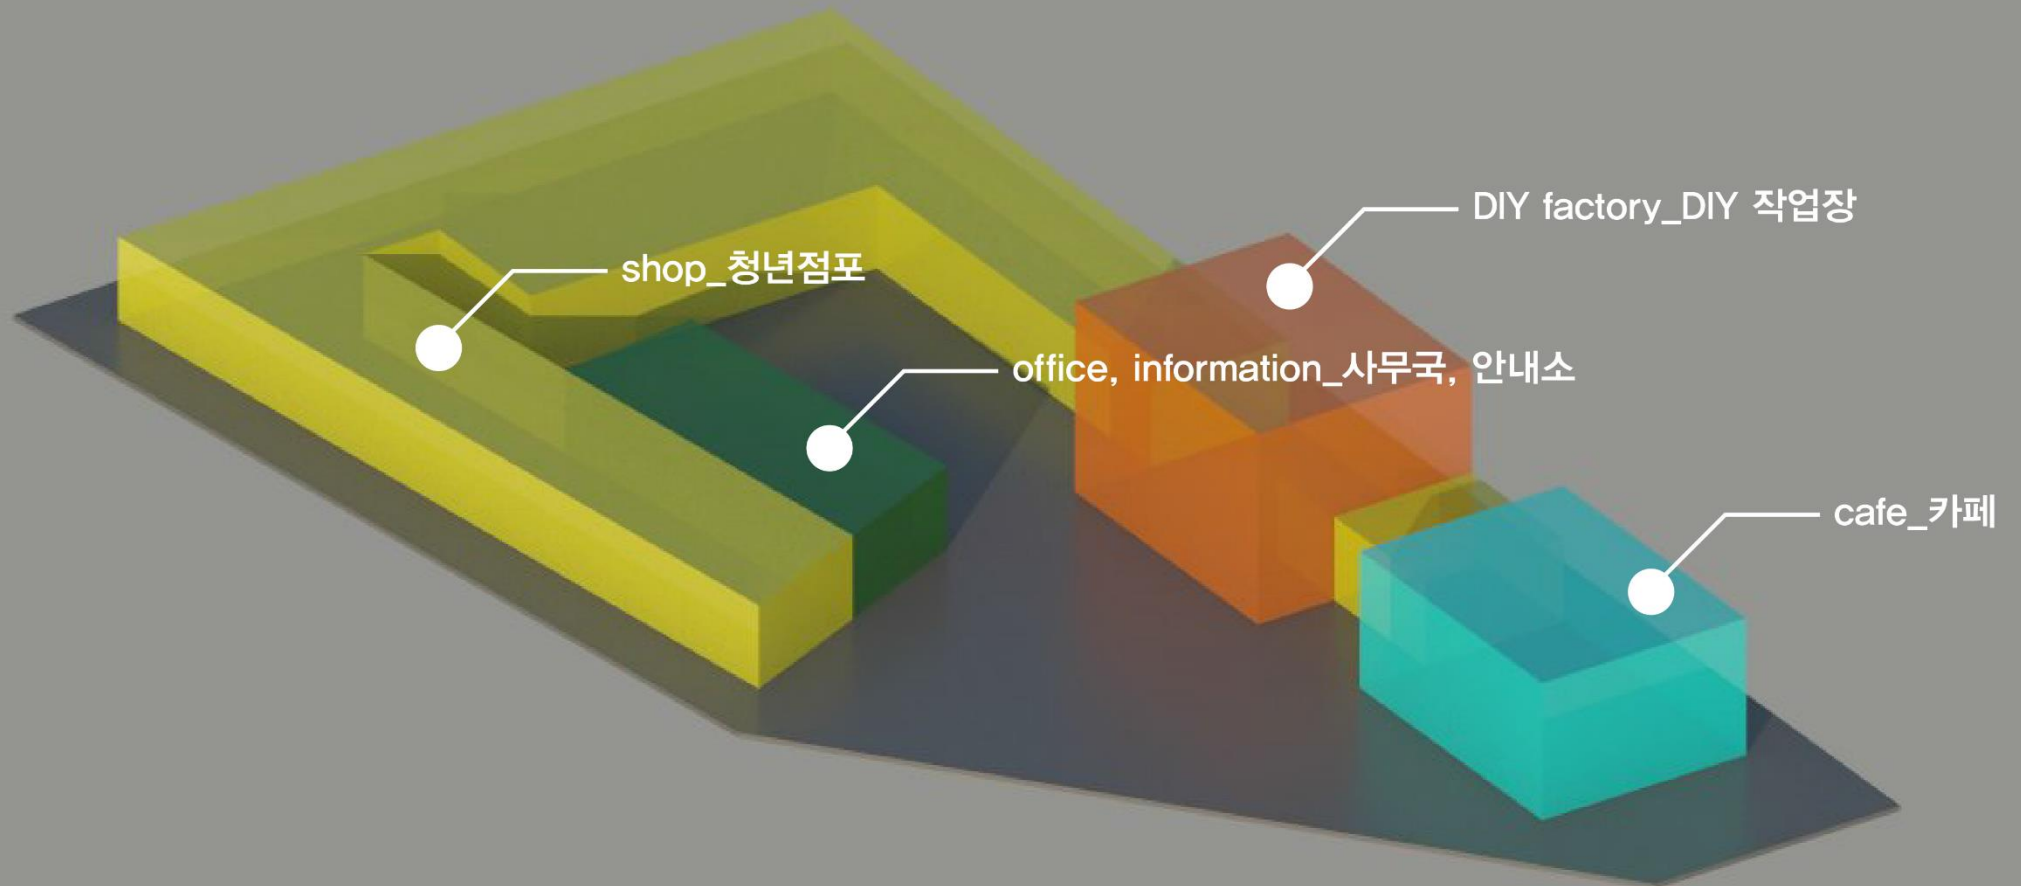 DIY factory_DIY 작업장
shop_청년점포
office, information_사무국, 안내소
cafe_카페